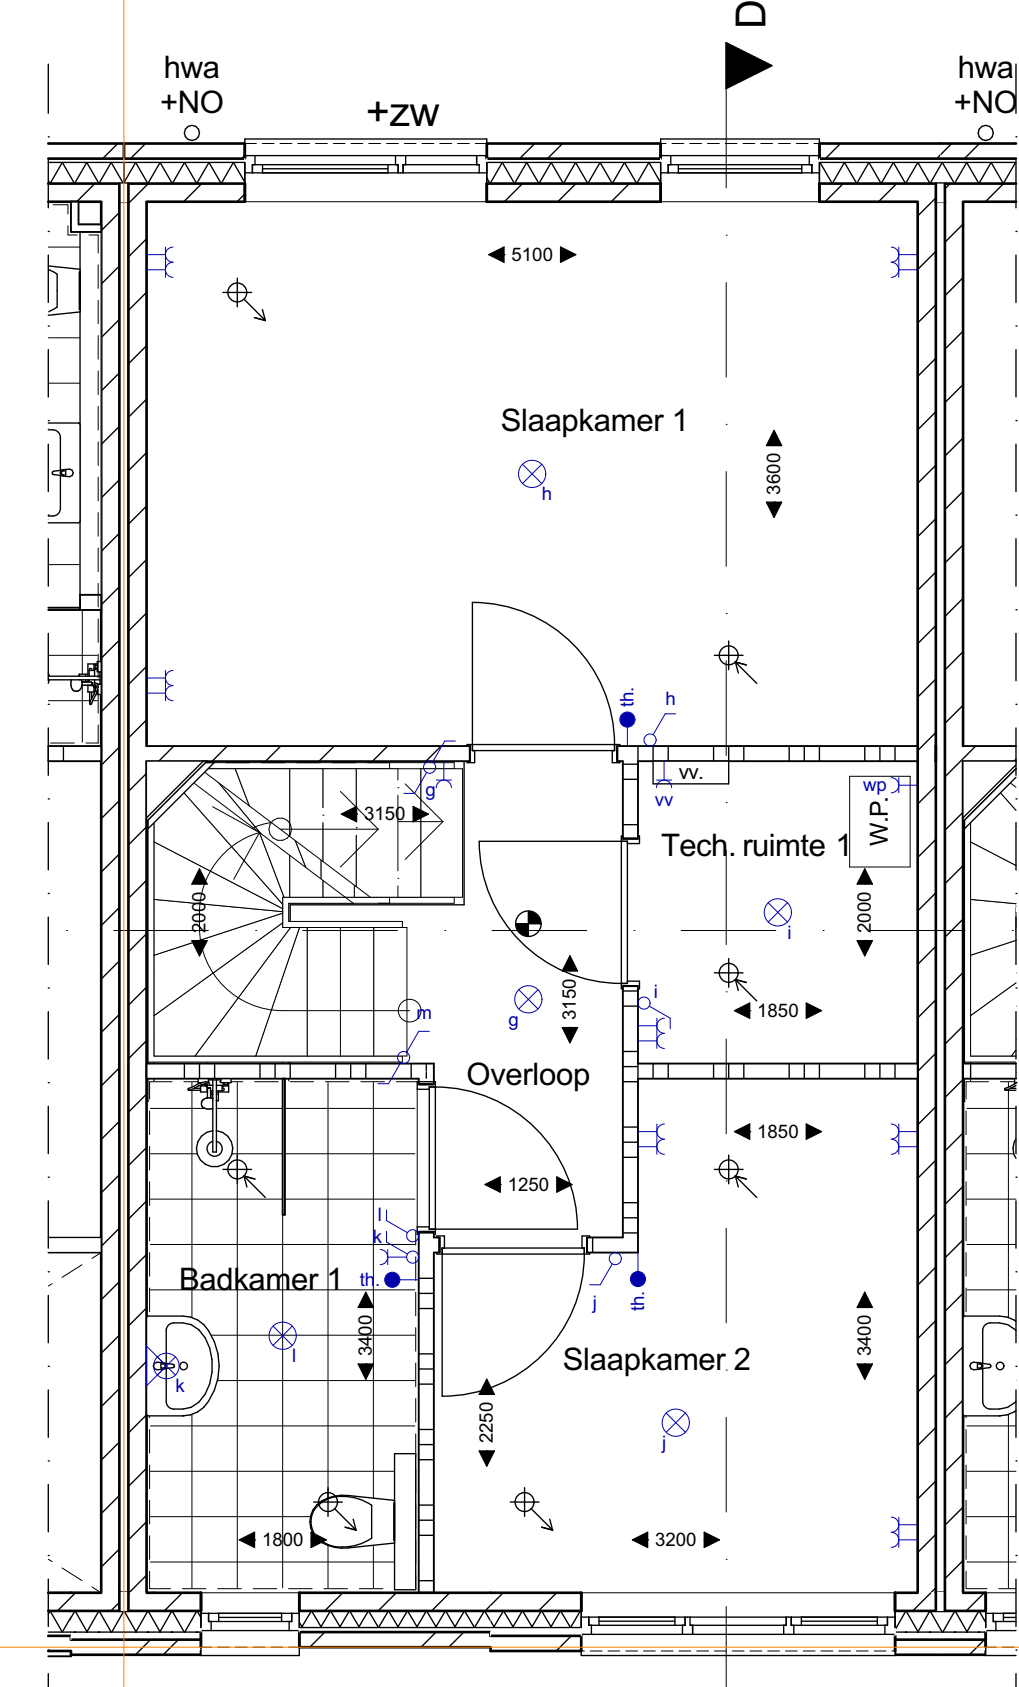 D
hwa
+NO
+zw
hwa
+NO
5100
Slaapkamer 1
3600
h
th.
h
g
3150
vv.
vv
wp
W.P.
Tech. ruimte 1
2000
2000
i
3150
g
m
i
1850
Overloop
1850
1250
l
k
th.
Badkamer 1
j
th.
3400
3400
l
k
Slaapkamer 2
2250
j
1800
3200